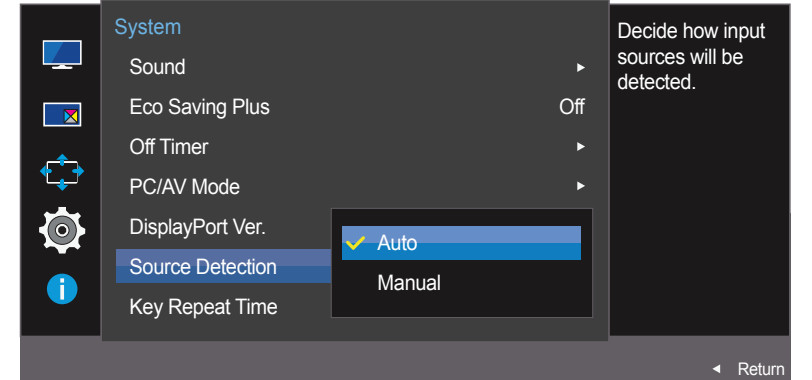 System
Sound
Eco Saving Plus Off
Off Timer
PC/AV Mode
DisplayPort Ver.
Source Detection
Key Repeat Time
Auto
Manual
Decide how input
sources will be
detected.
Return